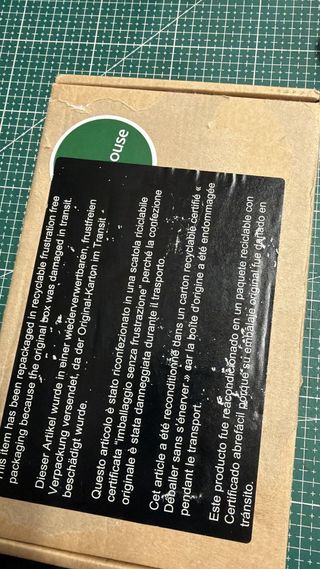 ouse
This item has been repackaged in recyclable frustration free
packaging because the original box was damaged in transit.
Dieser Artikel wurde in einer wiederverwertbaren, frustfreien
Verpackung versendet, da der Original-Karton im Transit
beschädigt wurde.
Questo articolo è stato riconfezionato in una scatola riciclabile
certificata "imballaggio senza frustrazione" perché la confezione
originale è stata danneggiata durante il trasporto.
Cet article a été reconditionné dans un carton recyclable certifié «
Déballer sans s'énerver » car la boîte d'origine a été endommagée
pendant le transport.
Este producto fue reacondicionado en un paquete reciclable con
Certificado abrefácil porque su embalaje original fue dañado en
tránsito.